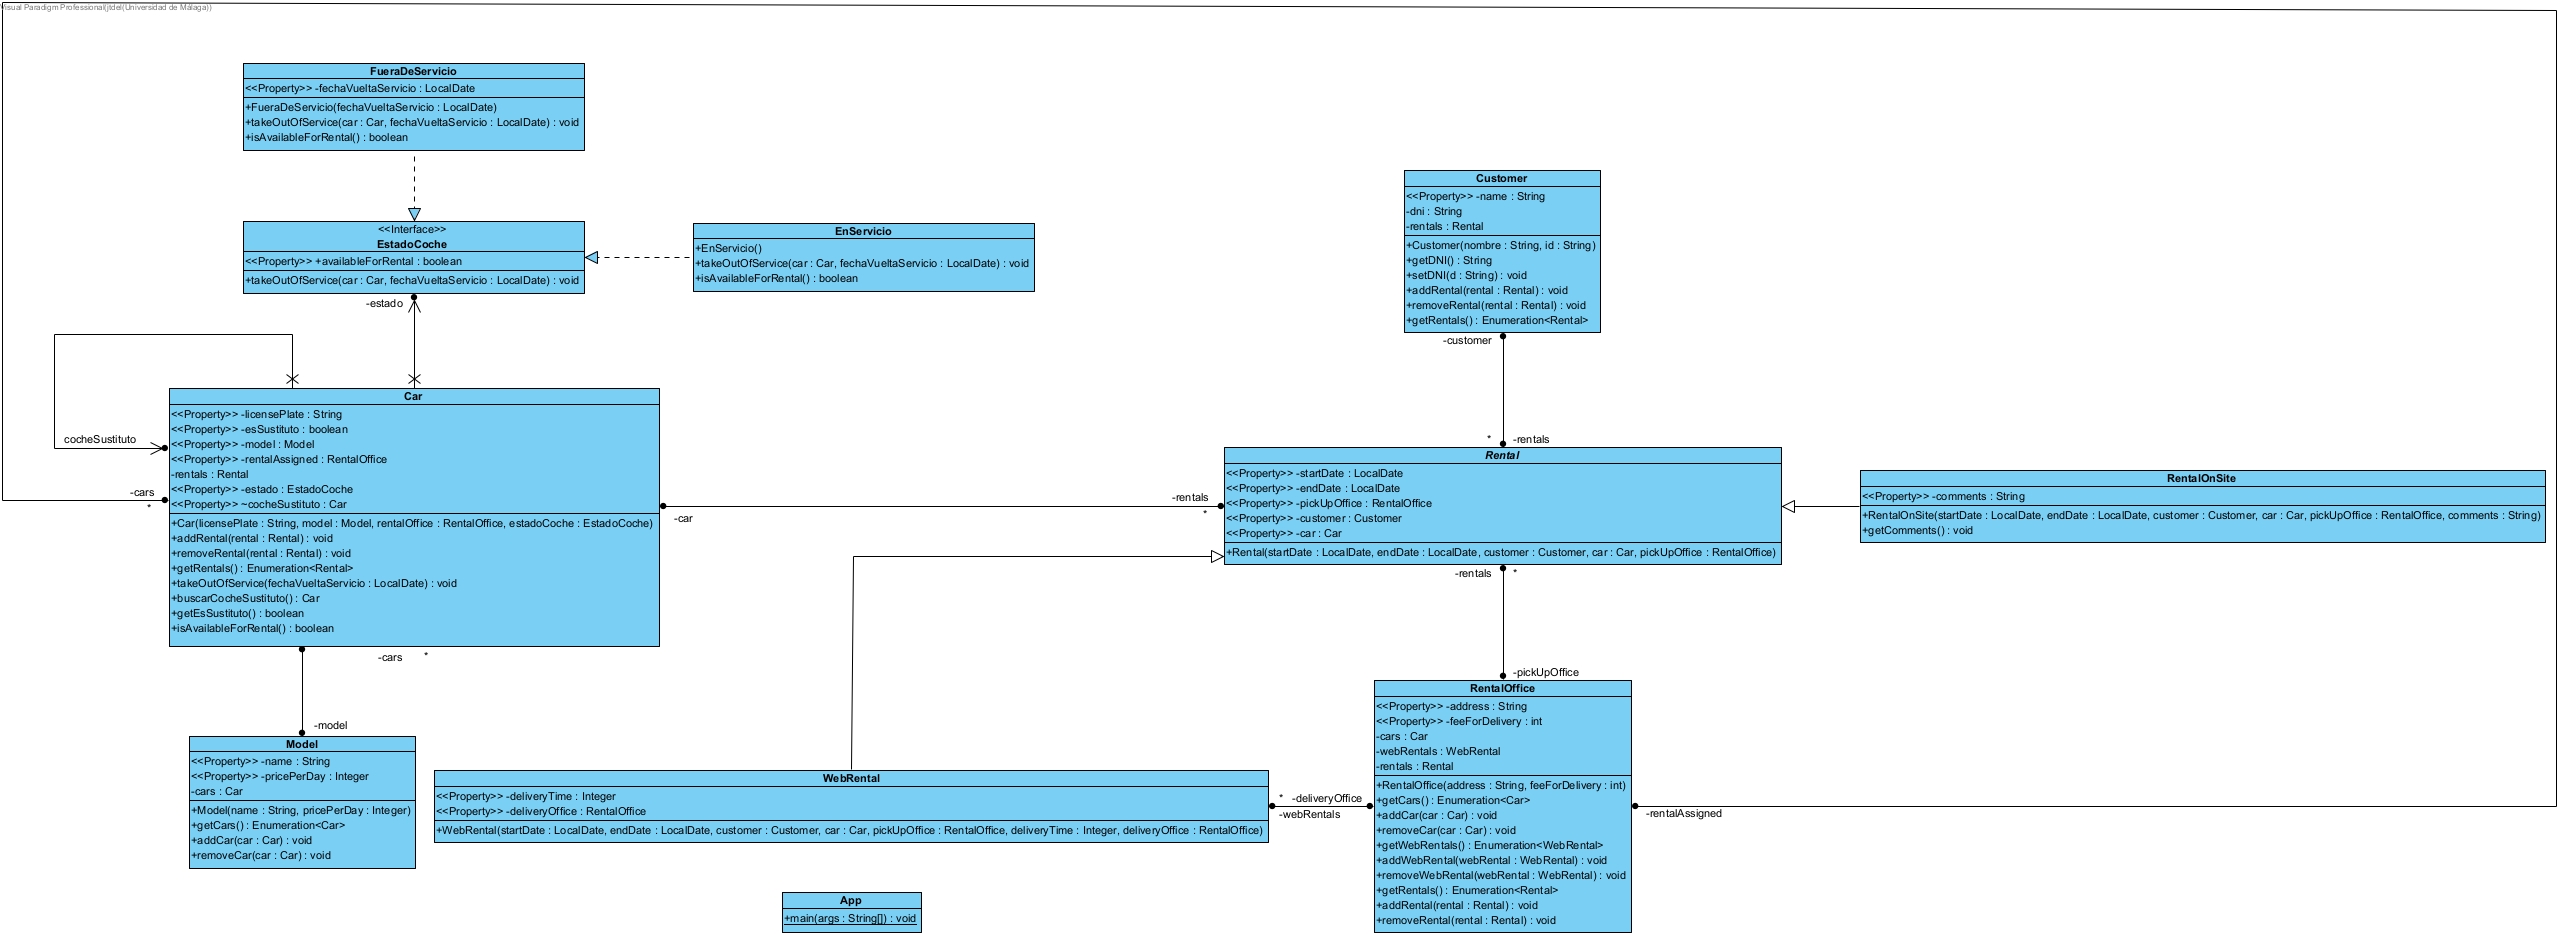 Visual Paradigm Professional(jtdel(Universidad de Málaga))
FueraDeServicio
<<Property>> -fechaVueltaServicio : LocalDate
+FueraDeServicio(fechaVueltaServicio : LocalDate)
+takeOutOfService(car : Car, fechaVueltaServicio : LocalDate) : void
+isAvailableForRental() : boolean
<<Interface>>
EstadoCoche
<<Property>> +availableForRental : boolean
+takeOutOfService(car : Car, fechaVueltaServicio : LocalDate) : void
EnServicio
+EnServicio()
+takeOutOfService(car : Car, fechaVueltaServicio : LocalDate) : void
+isAvailableForRental() : boolean
Customer
<<Property>> -name : String
-dni : String
-rentals : Rental
+Customer(nombre : String, id : String)
+getDNI() : String
+setDNI(d : String) : void
+addRental(rental : Rental) : void
+removeRental(rental : Rental) : void
+getRentals() : Enumeration<Rental>
-estado
-customer
* -rentals
cocheSustituto
-cars
*
Car
<<Property>> -licensePlate : String
<<Property>> -esSustituto : boolean
<<Property>> -model : Model
<<Property>> -rentalAssigned : RentalOffice
-rentals : Rental
<<Property>> -estado : EstadoCoche
<<Property>> ~cocheSustituto : Car
+Car(licensePlate : String, model : Model, rentalOffice : RentalOffice, estadoCoche : EstadoCoche)
+addRental(rental : Rental) : void
+removeRental(rental : Rental) : void
+getRentals() : Enumeration<Rental>
+takeOutOfService(fechaVueltaServicio : LocalDate) : void
+buscarCocheSustituto() : Car
+getEsSustituto() : boolean
+isAvailableForRental() : boolean
-car
-rentals
*
Rental
<<Property>> -startDate : LocalDate
<<Property>> -endDate : LocalDate
<<Property>> -pickUpOffice : RentalOffice
<<Property>> -customer : Customer
<<Property>> -car : Car
+Rental(startDate : LocalDate, endDate : LocalDate, customer : Customer, car : Car, pickUpOffice : RentalOffice)
RentalOnSite
<<Property>> -comments : String
+RentalOnSite(startDate : LocalDate, endDate : LocalDate, customer : Customer, car : Car, pickUpOffice : RentalOffice, comments : String)
+getComments() : void
-rentals *
-pickUpOffice
-cars *
-model
Model
<<Property>> -name : String
<<Property>> -pricePerDay : Integer
-cars : Car
+Model(name : String, pricePerDay : Integer)
+getCars() : Enumeration<Car>
+addCar(car : Car) : void
+removeCar(car : Car) : void
WebRental
<<Property>> -deliveryTime : Integer
<<Property>> -deliveryOffice : RentalOffice
+WebRental(startDate : LocalDate, endDate : LocalDate, customer : Customer, car : Car, pickUpOffice : RentalOffice, deliveryTime : Integer, deliveryOffice : RentalOffice)
* -deliveryOffice
-webRentals
RentalOffice
<<Property>> -address : String
<<Property>> -feeForDelivery : int
-cars : Car
-webRentals : WebRental
-rentals : Rental
+RentalOffice(address : String, feeForDelivery : int)
+getCars() : Enumeration<Car>
+addCar(car : Car) : void
+removeCar(car : Car) : void
+getWebRentals() : Enumeration<WebRental>
+addWebRental(webRental : WebRental) : void
+removeWebRental(webRental : WebRental) : void
+getRentals() : Enumeration<Rental>
+addRental(rental : Rental) : void
+removeRental(rental : Rental) : void
-rentalAssigned
App
+main(args : String[]) : void